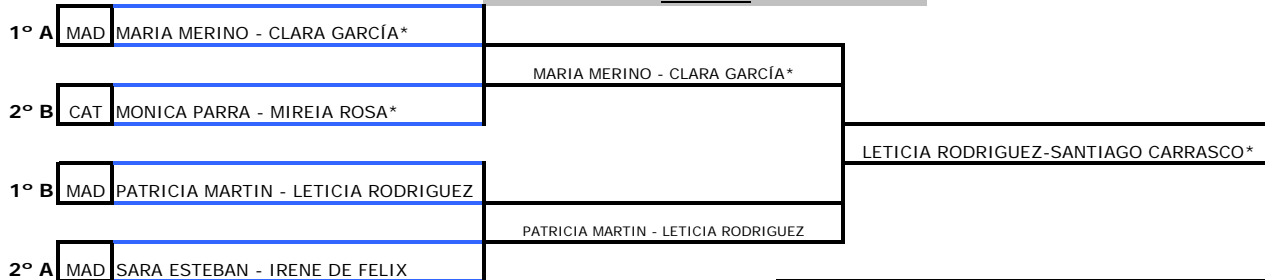 1º A MAD MARIA MERINO - CLARA GARCÍA*
MARIA MERINO - CLARA GARCÍA*
2º B CAT MONICA PARRA - MIREIA ROSA*
LETICIA RODRIGUEZ-SANTIAGO CARRASCO*
1º B MAD PATRICIA MARTIN - LETICIA RODRIGUEZ
PATRICIA MARTIN - LETICIA RODRIGUEZ
2º A MAD SARA ESTEBAN - IRENE DE FELIX